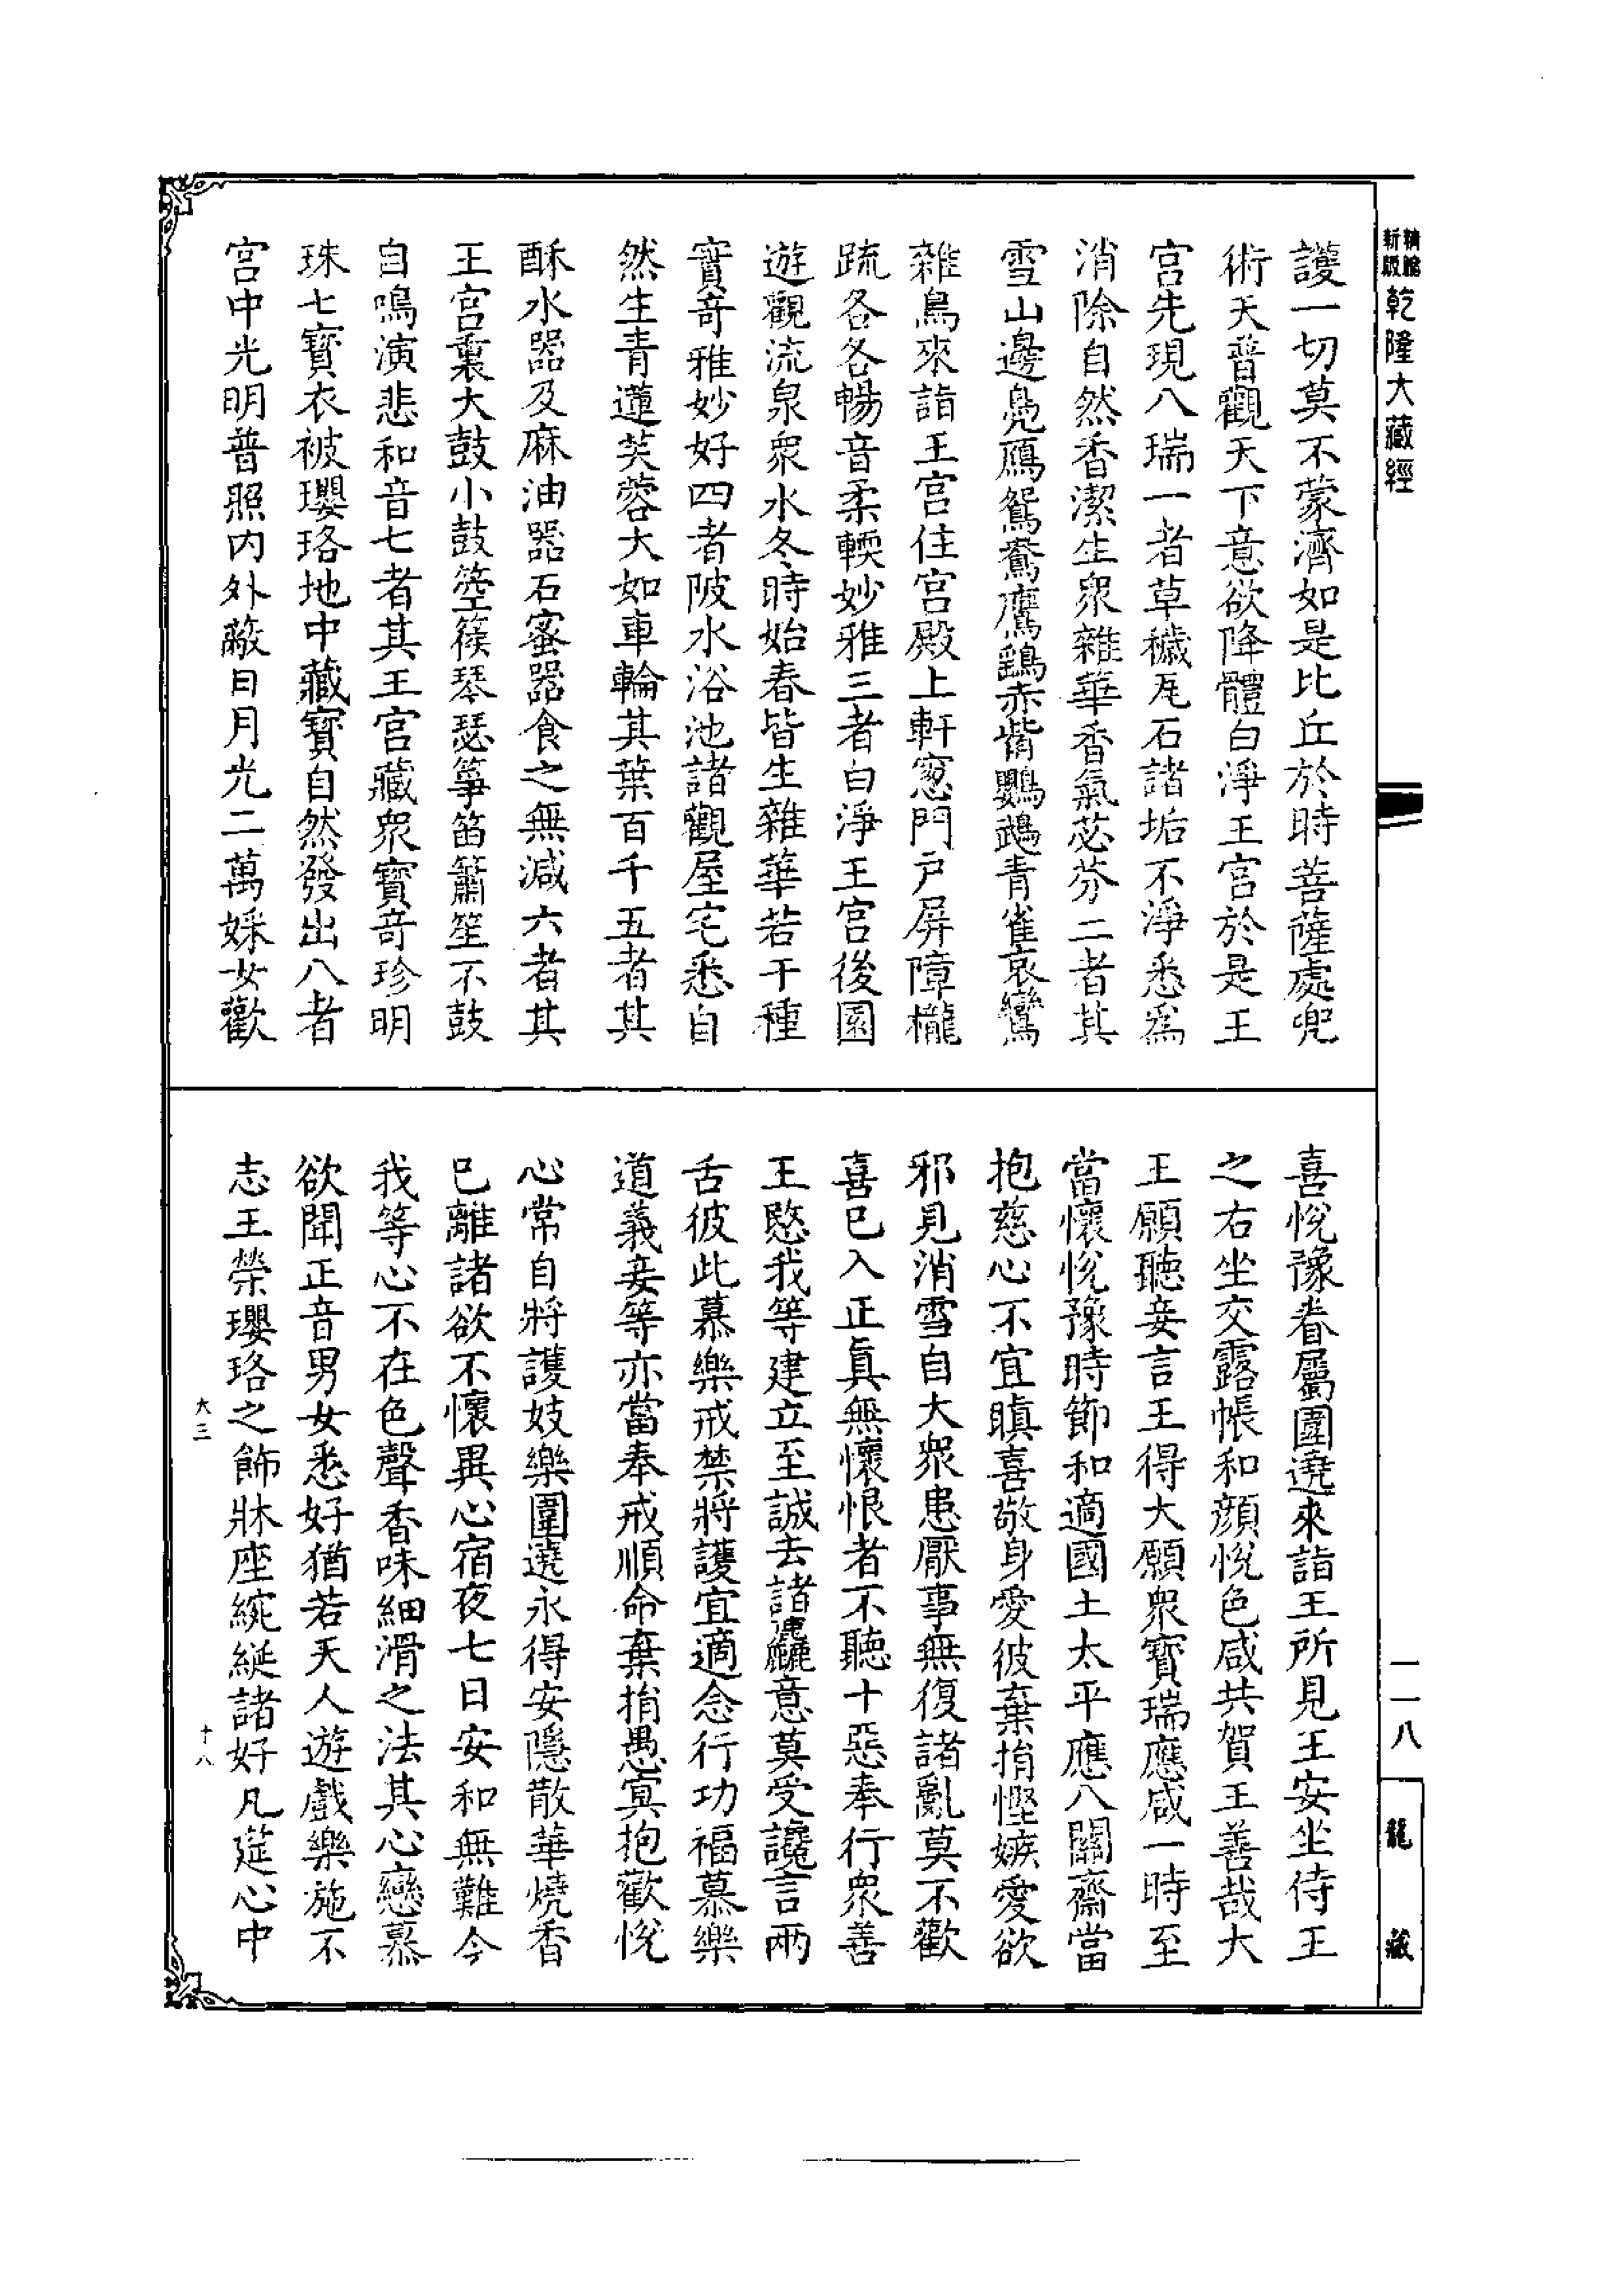 精縮
新版
乾隆大藏經
護一切莫不蒙濟如是比丘於時菩薩處兜
術天普觀天下意欲降體白淨王宮於是王
宮先現八瑞一者草穢瓦石諸垢不淨悉爲
消除自然香潔生衆雜華香氣苾芬二者其
雪山邊鳧鴈鴛鴦鷹鷂赤觜鸚鵡青雀哀鸞
雜鳥來詣王宮住宮殿上軒窓門戶屏障櫳
疏各各暢音柔輭妙雅三者白淨王宮後園
遊觀流泉衆水冬時始春皆生雜華若干種
寶奇雅妙好四者陂水浴池諸觀屋宅悉自
然生青蓮芙蓉大如車輪其葉百千五者其
酥水器及麻油器石蜜器食之無減六者其
王宮裏大鼓小鼓箜篌琴瑟箏笛簫笙不鼓
自鳴演悲和音七者其王宮藏衆寶奇珍明
珠七寶衣被瓔珞地中藏寶自然發出八者
宮中光明普照內外蔽日月光二萬婇女歡
喜悅豫眷屬圍遶來詣王所見王安坐侍王
之右坐交露帳和顏悅色咸共賀王善哉大
王願聽妾言王得大願衆寶瑞應咸一時至
當懷悅豫時節和適國土太平應八關齋當
抱慈心不宜瞋喜敬身愛彼棄捐慳嫉愛欲
邪見消雪自大衆患厭事無復諸亂莫不歡
喜已入正真無懷恨者不聽十惡奉行衆善
王愍我等建立至誠去諸麤意莫受讒言兩
舌彼此慕樂戒禁將護宜適念行功福慕樂
道義妾等亦當奉戒順命棄捐愚冥抱歡悅
心常自將護妓樂圍遶永得安隱散華燒香
已離諸欲不懷異心宿夜七日安和無難今
我等心不在色聲香味細滑之法其心戀慕
欲聞正音男女悉好猶若天人遊戲樂施不
志王榮瓔珞之飾牀座綩綖諸好凡筵心中
大三
十八
一一八
龍藏